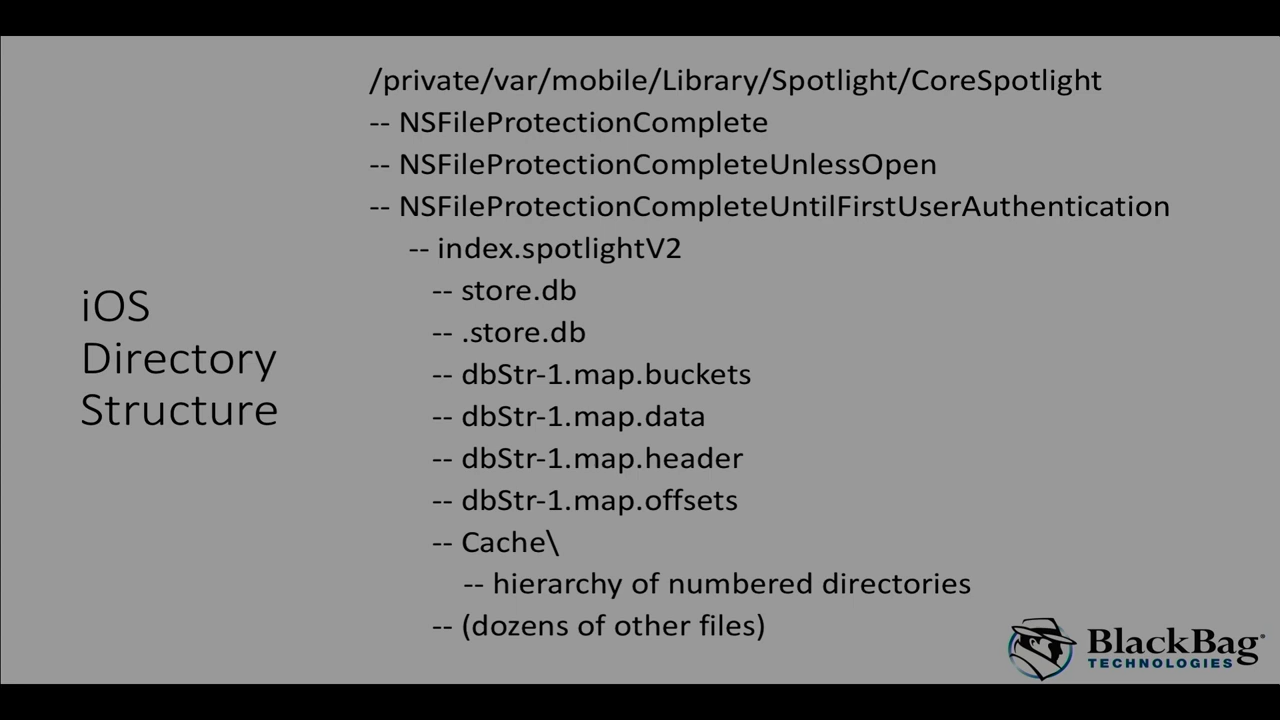 iOS
Directory
Structure
/private/var/mobile/Library/Spotlight/CoreSpotlight
-- NSFileProtectionComplete
-- NSFileProtectionCompleteUnlessOpen
-- NSFileProtectionCompleteUntilFirstUserAuthentication
-- index.spotlightV2
-- store.db
-- .store.db
-- dbStr-1.map.buckets
-- dbStr-1.map.data
-- dbStr-1.map.header
-- dbStr-1.map.offsets
-- Cache\
-- hierarchy of numbered directories
-- (dozens of other files)
BlackBag
TECHNOLOGIES